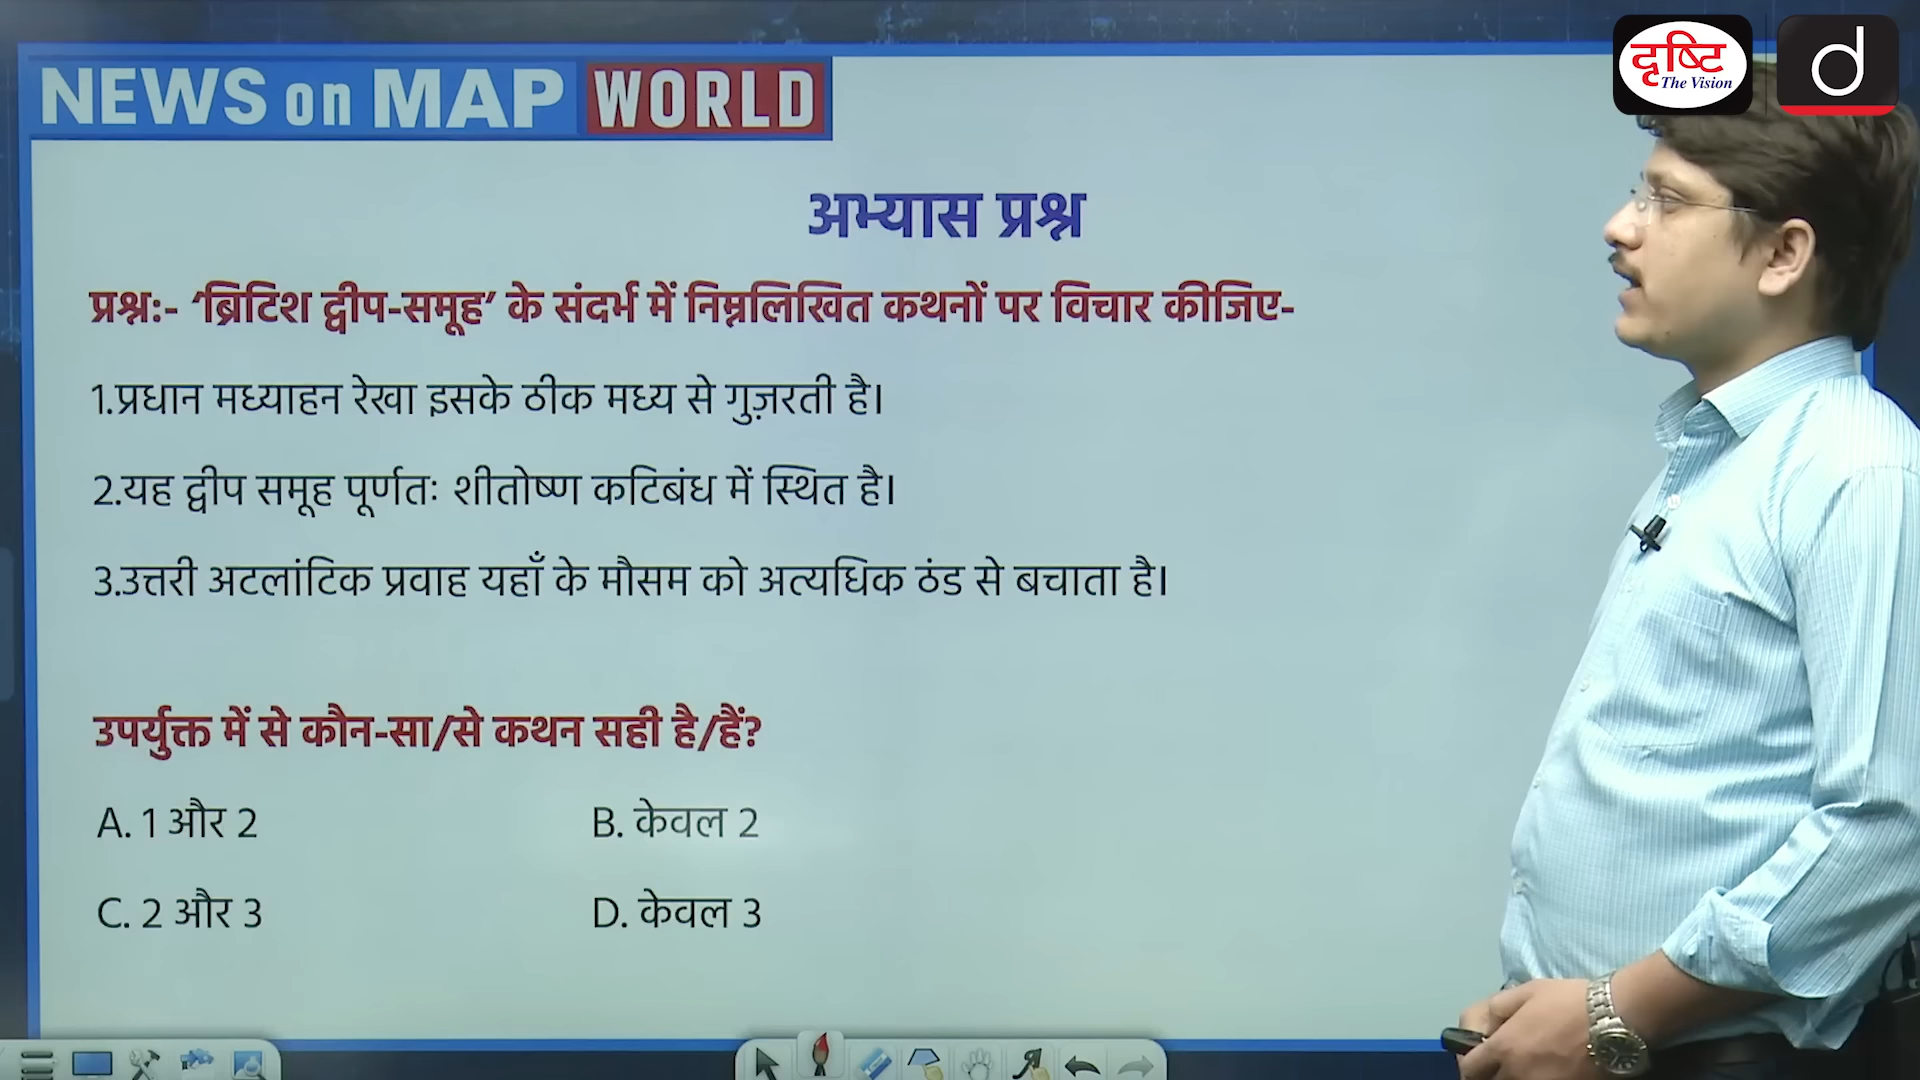 NEWS on MAP WORLD
दृष्टि
The Vision
d
अभ्यास प्रश्न
प्रश्न:- ‘ब्रिटिश द्वीप-समूह’ के संदर्भ में निम्नलिखित कथनों पर विचार कीजिए-
1.प्रधान मध्याहन रेखा इसके ठीक मध्य से गुज़रती है।
2.यह द्वीप समूह पूर्णतः शीतोष्ण कटिबंध में स्थित है।
3.उत्तरी अटलांटिक प्रवाह यहाँ के मौसम को अत्यधिक ठंड से बचाता है।
उपर्युक्त में से कौन-सा/से कथन सही है/हैं?
A. 1 और 2 B. केवल 2
C. 2 और 3 D. केवल 3